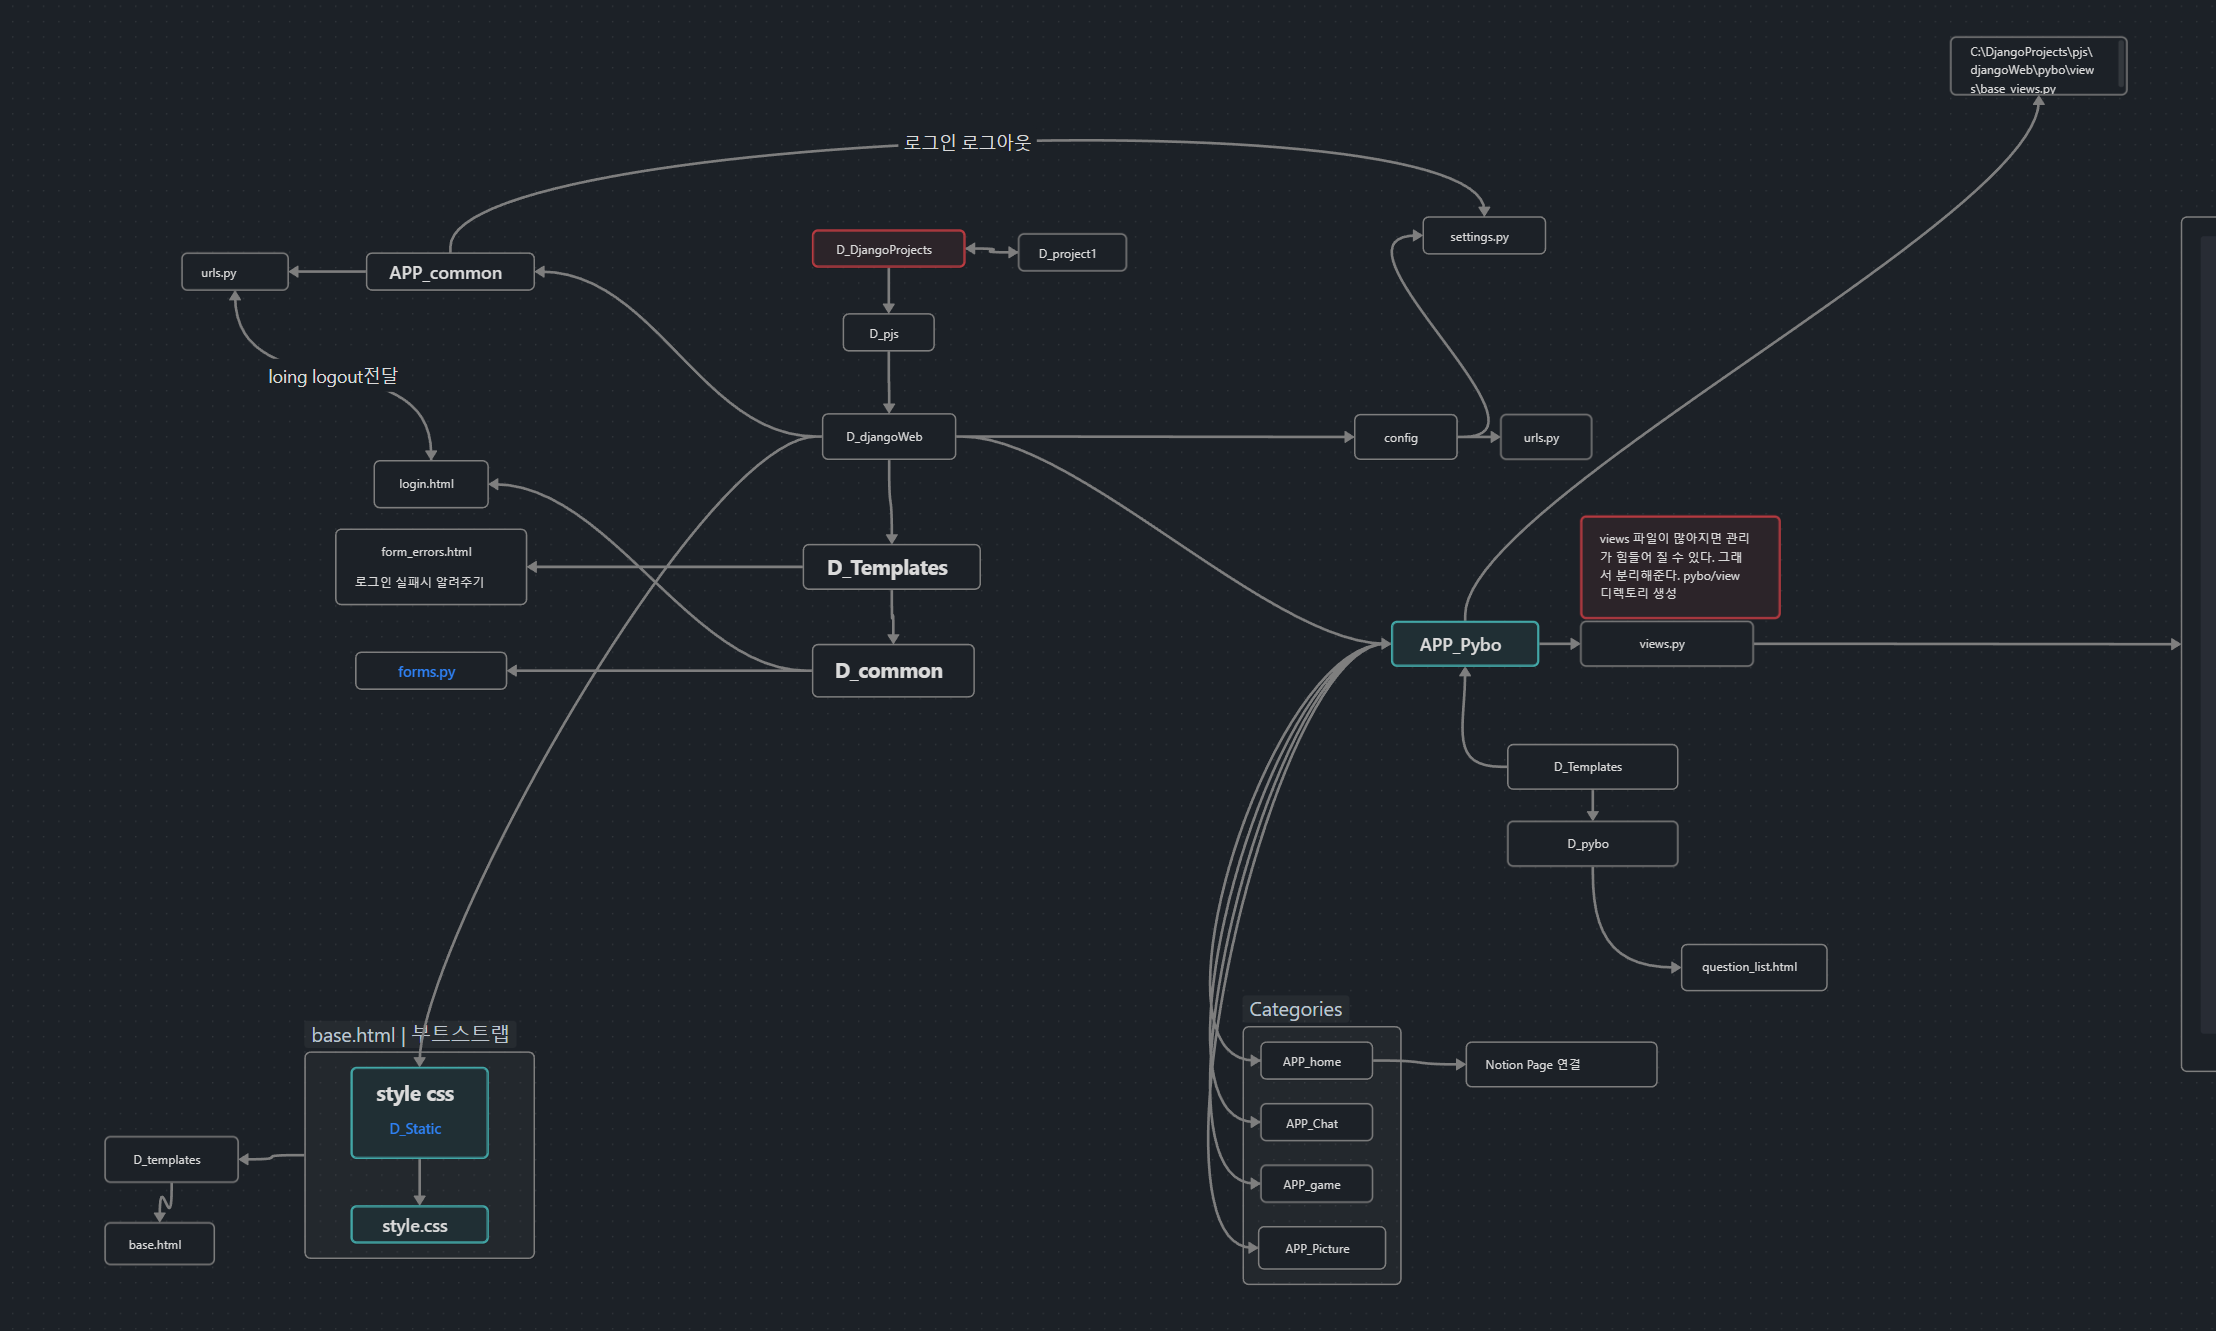 C:\DjangoProjects\pjs\
djangoWeb\pybo\view
s\base_views.py
로그인 로그아웃
settings.py
D_DjangoProjects
D_project1
urls.py
APP_common
D_pjs
loing logout전달
D_djangoWeb
config
urls.py
login.html
form_errors.html
로그인 실패시 알려주기
D_Templates
views 파일이 많아지면 관리
가 힘들어 질 수 있다. 그래
서 분리해준다. pybo/view
디렉토리 생성
APP_Pybo
views.py
forms.py
D_common
D_Templates
D_pybo
question_list.html
Categories
APP_home
Notion Page 연결
APP_Chat
APP_game
APP_Picture
base.html | 부트스트랩
style css
D_Static
style.css
D_templates
base.html